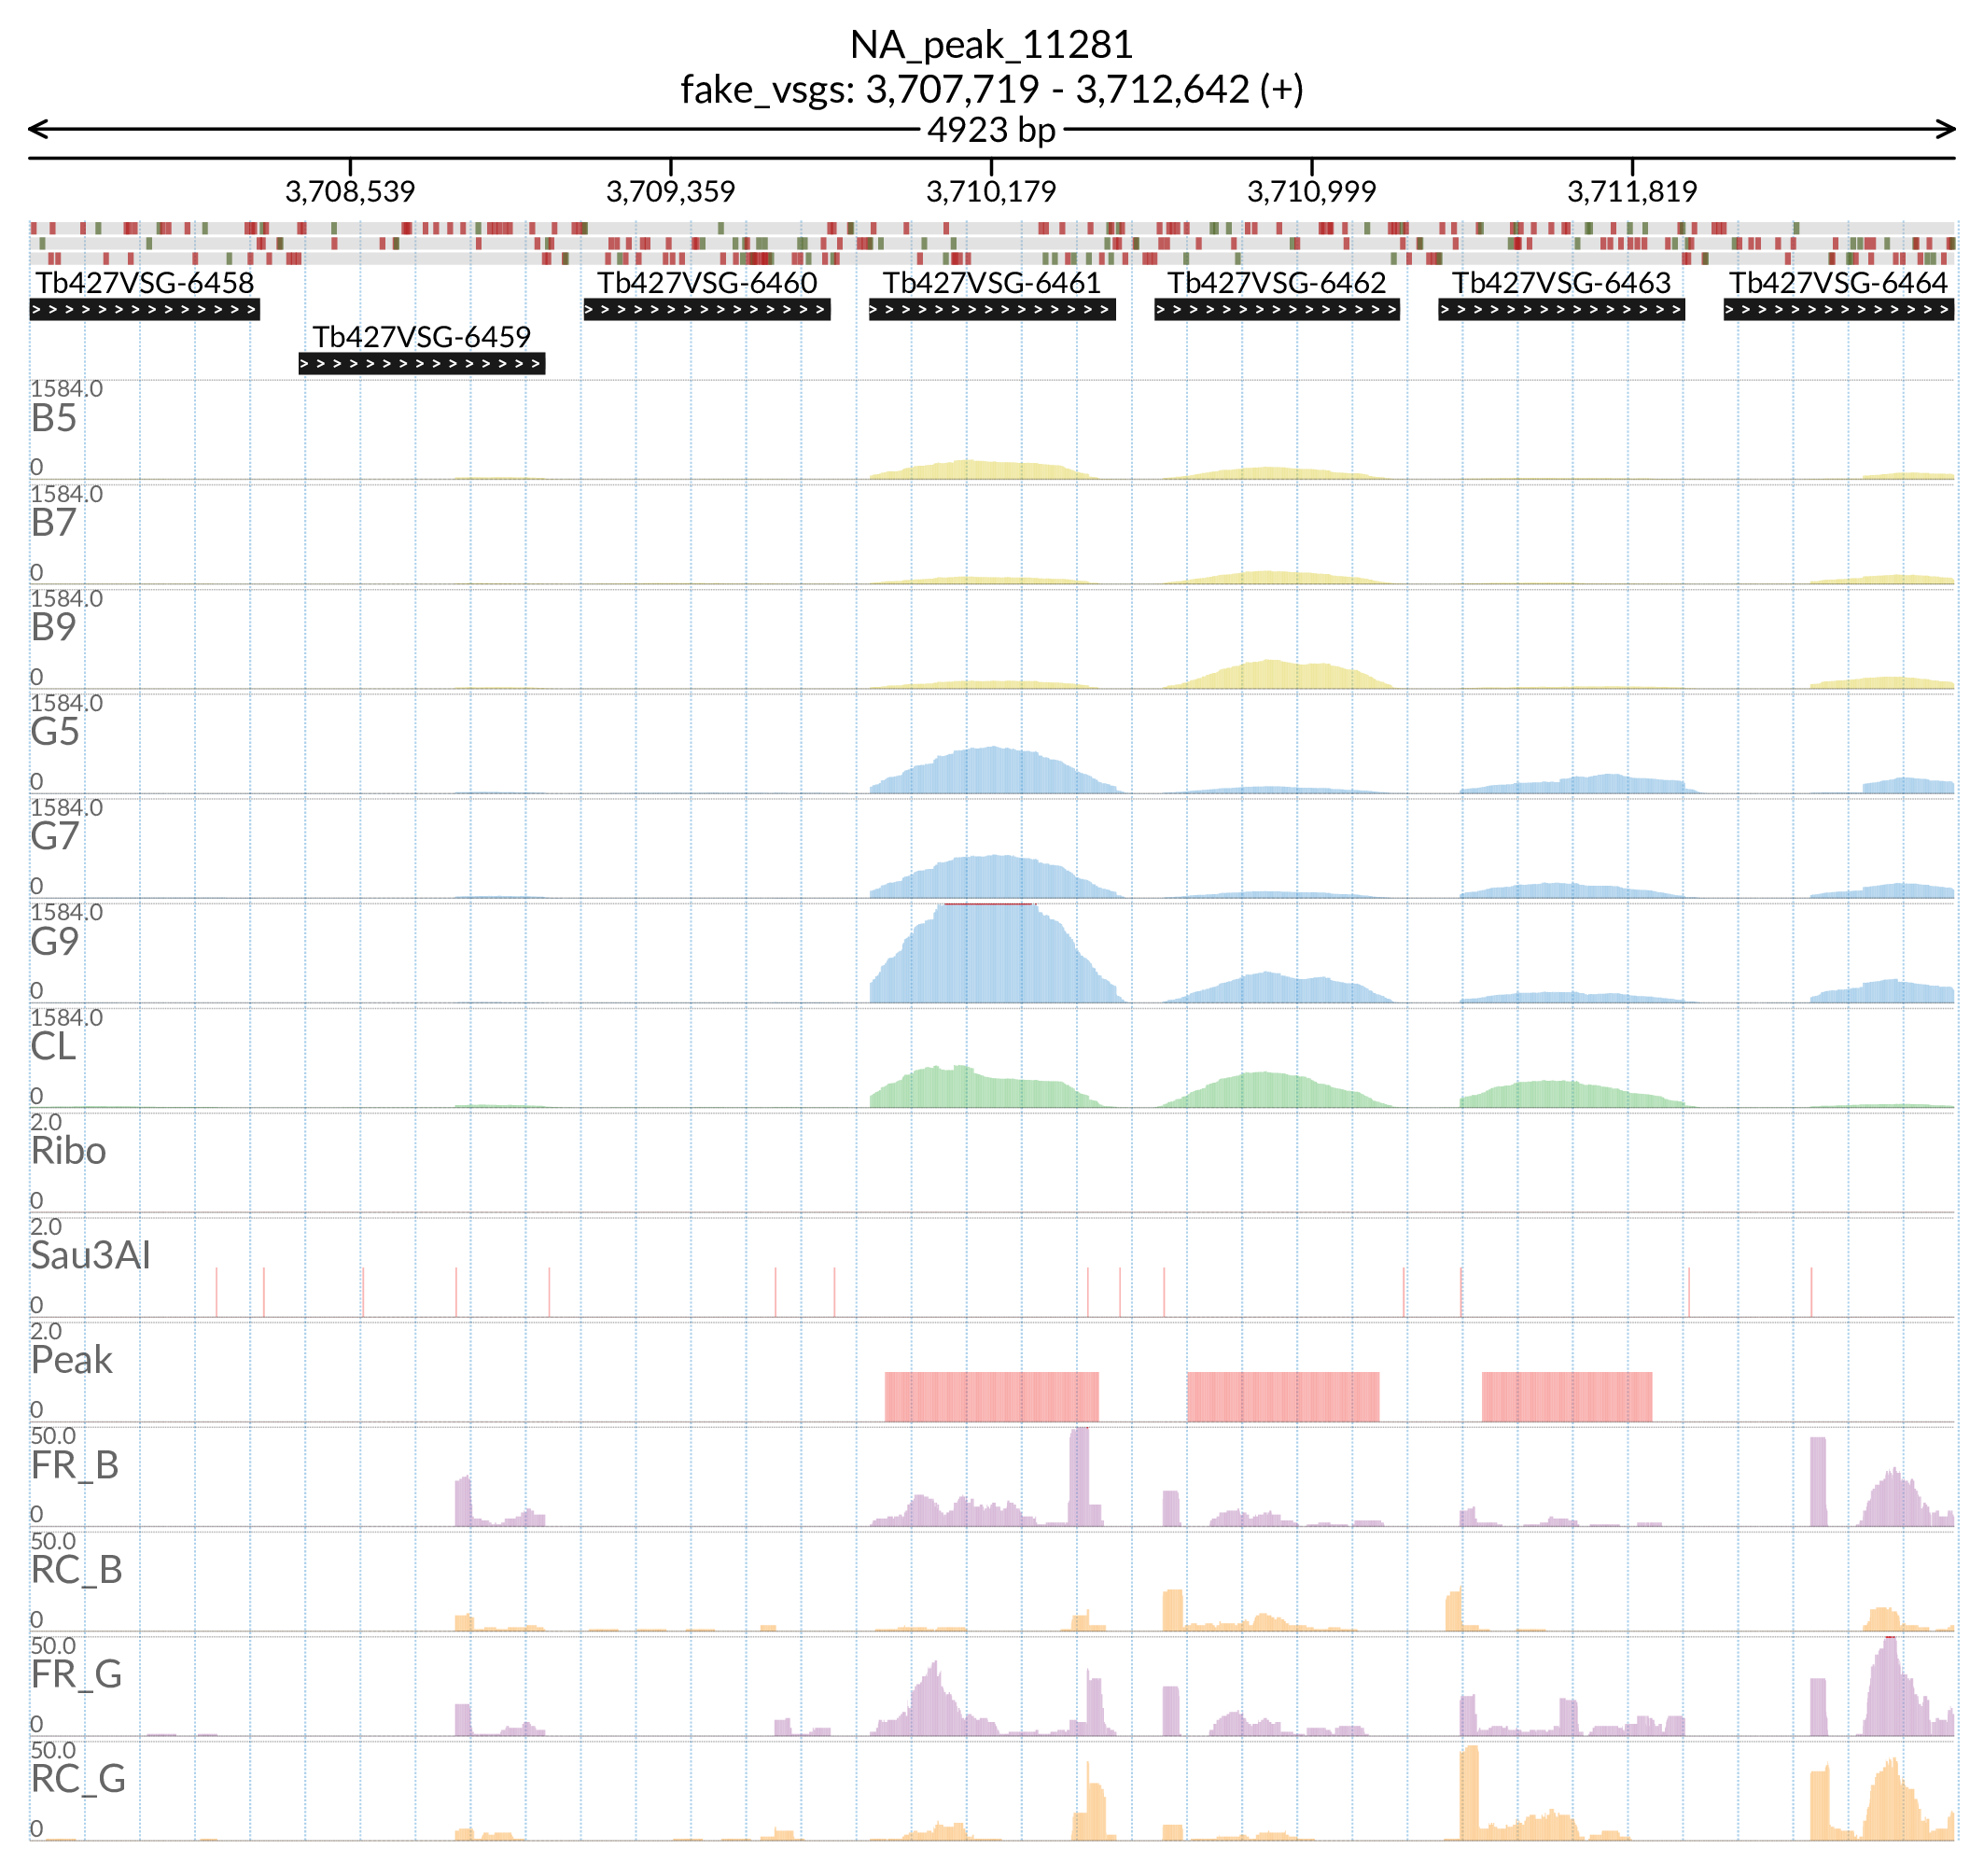 NA_peak_11281
fake_vsgs: 3,707,719 - 3,712,642 (+)
4923 bp
3,708,539 3,709,359 3,710,179 3,710,999 3,711,819
Tb427VSG-6458 Tb427VSG-6460 Tb427VSG-6461 Tb427VSG-6462 Tb427VSG-6463 Tb427VSG-6464
Tb427VSG-6459
1584.0
B5
0
1584.0
B7
0
1584.0
B9
0
1584.0
G5
0
1584.0
G7
0
1584.0
G9
0
1584.0
CL
0
2.0
Ribo
0
2.0
Sau3AI
0
2.0
Peak
0
50.0
FR_B
0
50.0
RC_B
0
50.0
FR_G
0
50.0
RC_G
0